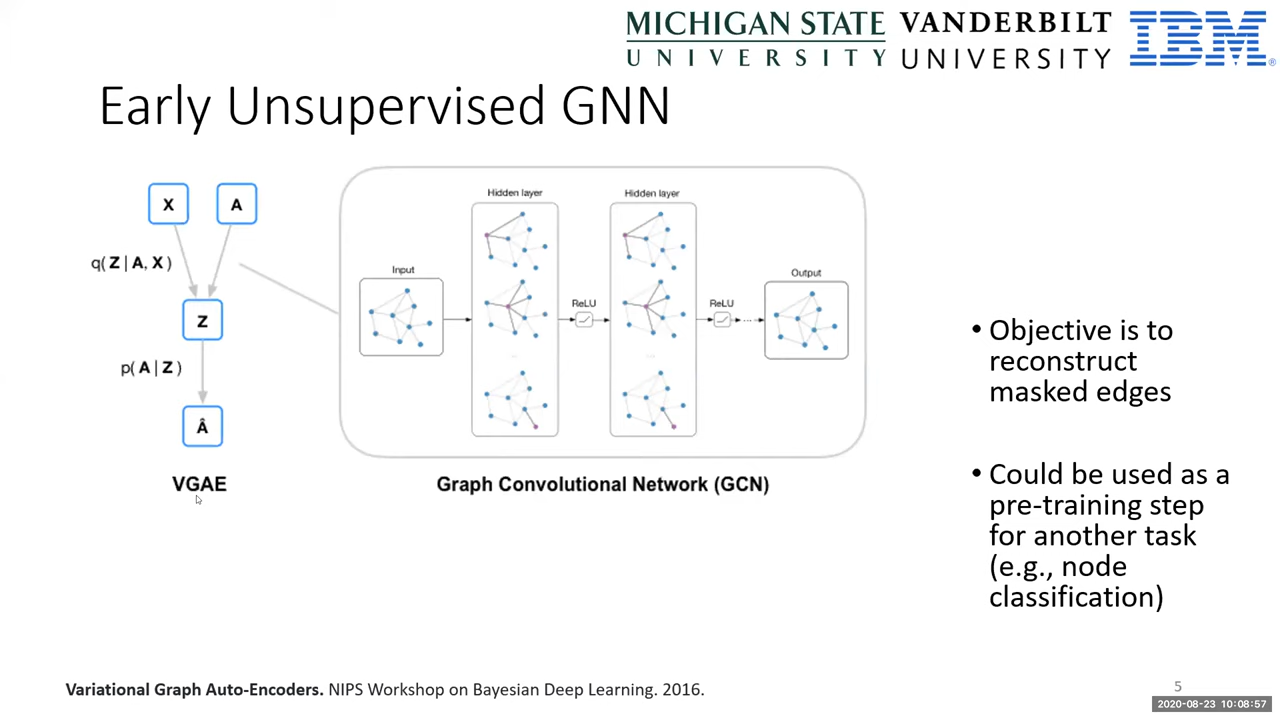 MICHIGAN STATE
UNIVERSITY
VANDERBILT
UNIVERSITY
IBM
®
Early Unsupervised GNN
X
A
q( Z | A, X )
Z
p( A | Z )
Â
VGAE
Input
Hidden layer
...
ReLU
Hidden layer
...
ReLU
...
Output
Graph Convolutional Network (GCN)
• Objective is to
reconstruct
masked edges
• Could be used as a
pre-training step
for another task
(e.g., node
classification)
Variational Graph Auto-Encoders. NIPS Workshop on Bayesian Deep Learning. 2016.
5
2020-08-23 10:08:57